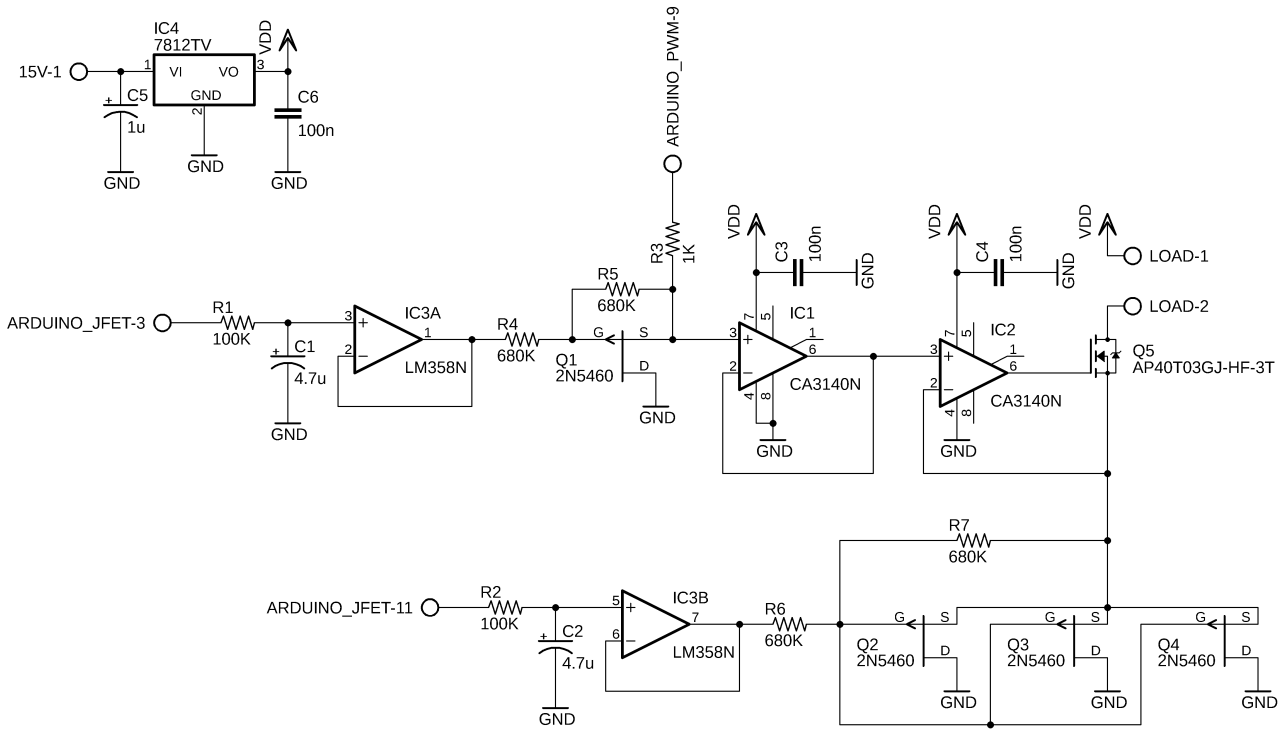 IC4
7812TV
VDD
15V-1
1
VI
VO
3
GND
2
C5
1u
C6
100n
GND
GND
GND
ARDUINO_PWM-9
R3
1K
R5
680K
VDD
C3
100n
GND
VDD
C4
100n
GND
VDD
LOAD-1
LOAD-2
ARDUINO_JFET-3
R1
100K
C1
4.7u
GND
3
2
1
IC3A
LM358N
R4
680K
G
S
D
Q1
2N5460
GND
7
5
IC1
3
2
1
6
4
8
CA3140N
GND
7
5
IC2
3
2
1
6
4
8
CA3140N
GND
Q5
AP40T03GJ-HF-3T
R7
680K
ARDUINO_JFET-11
R2
100K
C2
4.7u
GND
5
6
7
IC3B
LM358N
R6
680K
G
S
D
Q2
2N5460
GND
G
S
D
Q3
2N5460
GND
G
S
D
Q4
2N5460
GND